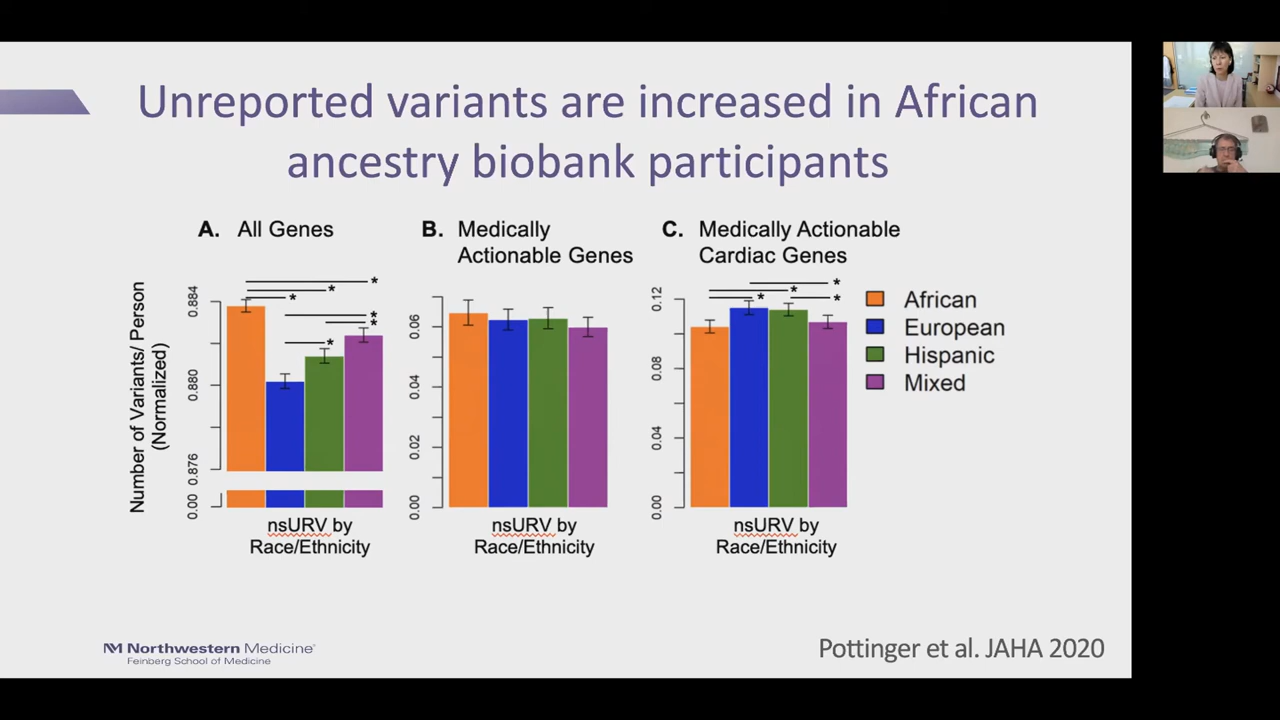 Unreported variants are increased in African
ancestry biobank participants
A. All Genes
Number of Variants/ Person
(Normalized)
0.884
0.880
0.876
0.00
*
*
*
*
*
*
nsURV by
Race/Ethnicity
B. Medically
Actionable Genes
0.06
0.04
0.02
0.00
nsURV by
Race/Ethnicity
C. Medically Actionable
Cardiac Genes
0.12
0.08
0.04
0.00
*
*
*
*
nsURV by
Race/Ethnicity
African
European
Hispanic
Mixed
Northwestern Medicine®
Feinberg School of Medicine
Pottinger et al. JAHA 2020